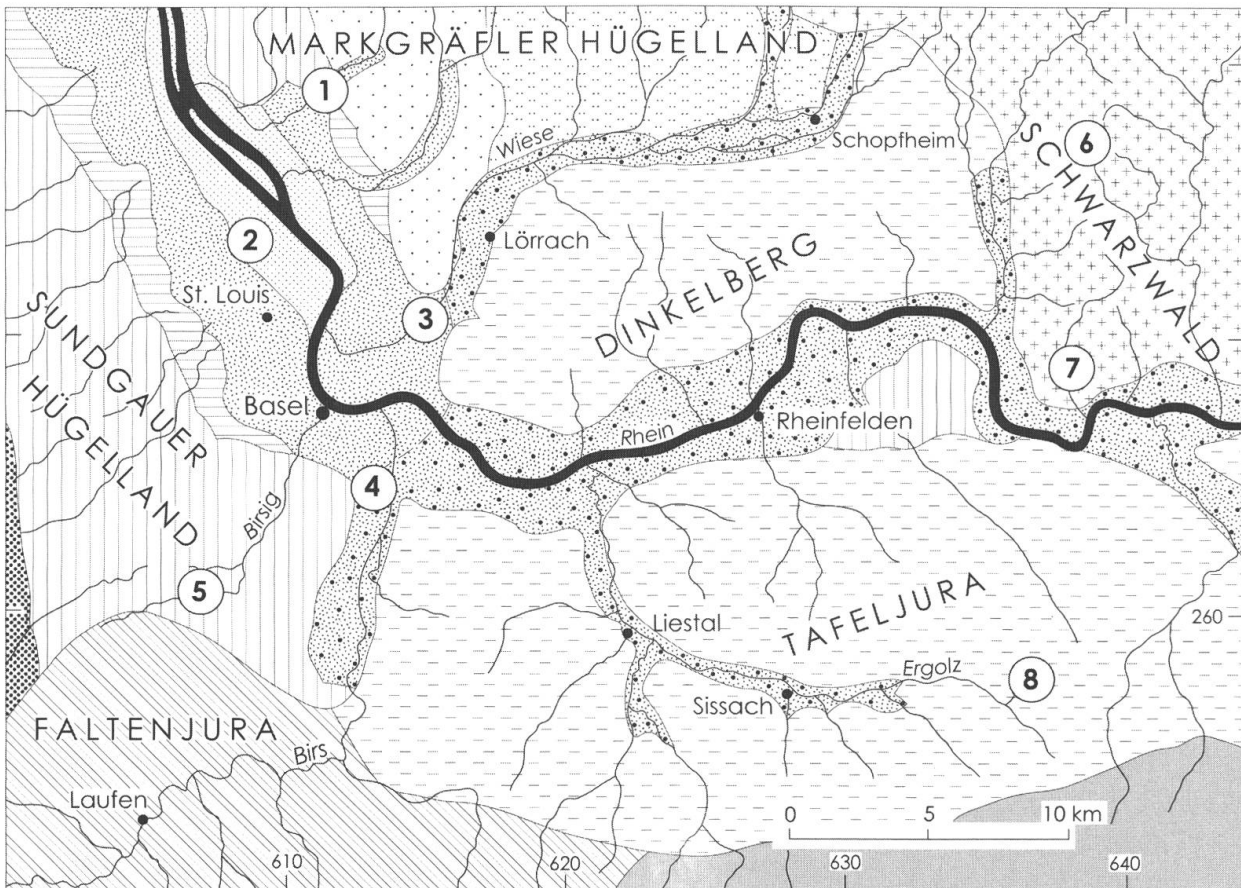 MARKGRÄFLER HÜGELLAND
1
Wiese
Schopfheim
6
SCHWARZWALD
2
Lörrach
DINKELBERG
St. Louis
3
SUNDGAUER
HÜGELLAND
7
Basel
Rhein
Rheinfelden
4
Birsig
5
TAFELJURA
260
Liestal
Ergolz
8
Sissach
FALTENJURA
Birs
Laufen
0 5 10 km
610 620 630 640